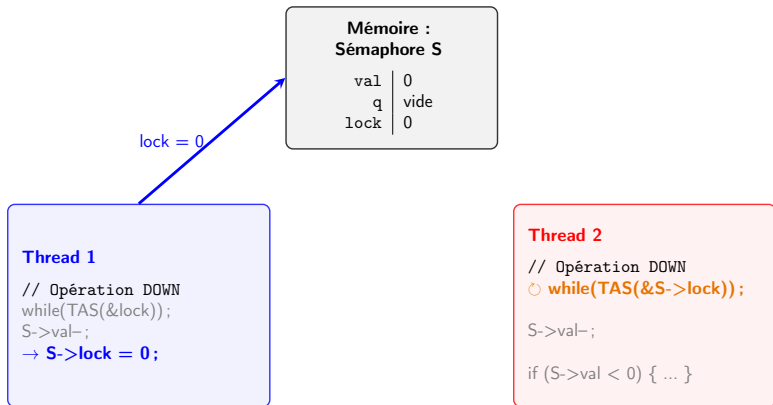 Mémoire :
Sémaphore S
val 0
q vide
lock 0
lock = 0
Thread 1
// Opération DOWN
while(TAS(&lock)) ;
S->val– ;
→ S->lock = 0 ;
Thread 2
// Opération DOWN
↻ while(TAS(&S->lock)) ;
S->val– ;
if (S->val < 0) { ... }